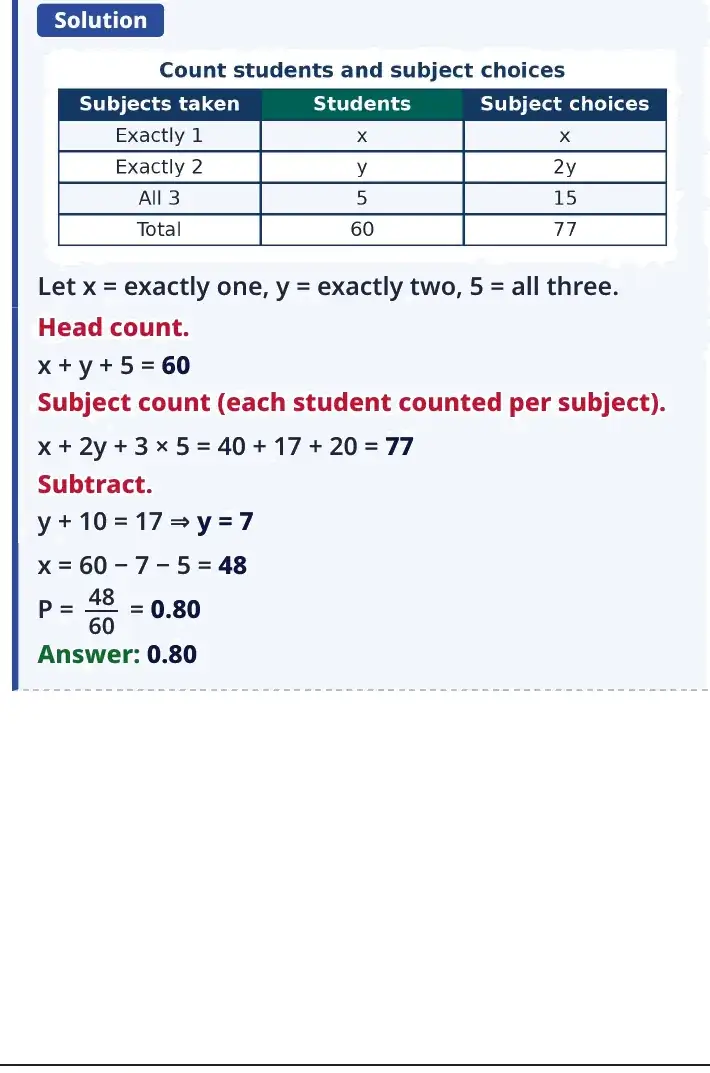 Solution
Count students and subject choices
Subjects taken Students Subject choices
Exactly 1 x x
Exactly 2 y 2y
All 3 5 15
Total 60 77
Let x = exactly one, y = exactly two, 5 = all three.
Head count.
x + y + 5 = 60
Subject count (each student counted per subject).
x + 2y + 3 × 5 = 40 + 17 + 20 = 77
Subtract.
y + 10 = 17 ⇒ y = 7
x = 60 − 7 − 5 = 48
P = 48/60 = 0.80
Answer: 0.80